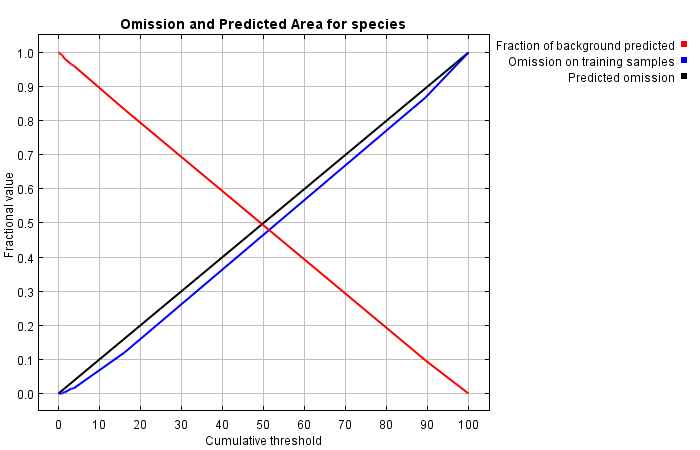 Omission and Predicted Area for species
Fraction of background predicted
Omission on training samples
Predicted omission
Fractional value
1.0
0.9
0.8
0.7
0.6
0.5
0.4
0.3
0.2
0.1
0.0
0 10 20 30 40 50 60 70 80 90 100
Cumulative threshold